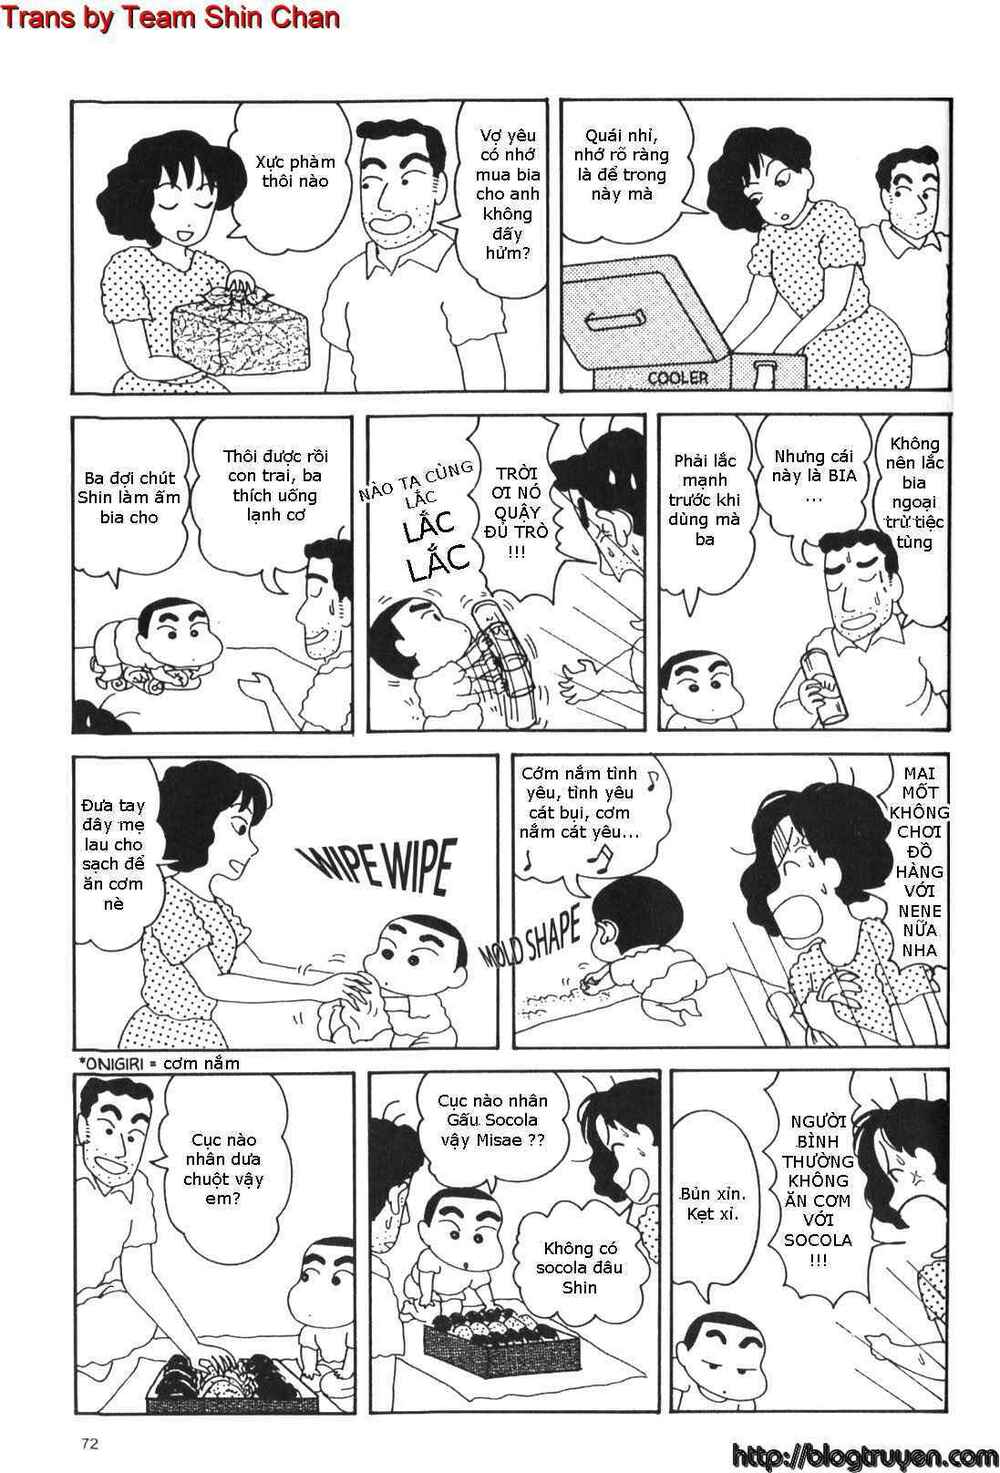 Trans by Team Shin Chan
Xực phàm
thôi nào
Vợ yêu
có nhớ
mua bia
cho anh
không
đấy
hửm?
Quái nhỉ,
nhớ rõ ràng
là để trong
này mà
COOLER
Ba đợi chút
Shin làm ấm
bia cho
Thôi được rồi
con trai, ba
thích uống
lạnh cơ
NÀO TA CÙNG
LẮC
LẮC
LẮC
TRỜI
ƠI NÓ
QUẬY
ĐỦ TRÒ
!!!
Phải lắc
mạnh
trước khi
dùng mà
ba
Nhưng cái
này là BIA
...
Không
nên lắc
bia
ngoại
trừ tiệc
tùng
Đưa tay
đây mẹ
lau cho
sạch để
ăn cơm
nè
WIPE WIPE
Cớm nắm tình
yêu, tình yêu
cát bụi, cơm
nắm cát yêu...
MOLD SHAPE
MAI
MỐT
KHÔNG
CHƠI
ĐỒ
HÀNG
VỚI
NENE
NỮA
NHA
*ONIGIRI = cơm nắm
Cục nào
nhân dưa
chuột vậy
em?
Cục nào nhân
Gấu Socola
vậy Misae ??
Không có
socola đâu
Shin
Bủn xỉn.
Kẹt xỉ.
NGƯỜI
BÌNH
THƯỜNG
KHÔNG
ĂN CƠM
VỚI
SOCOLA
!!!
72
http://blogtruyen.com